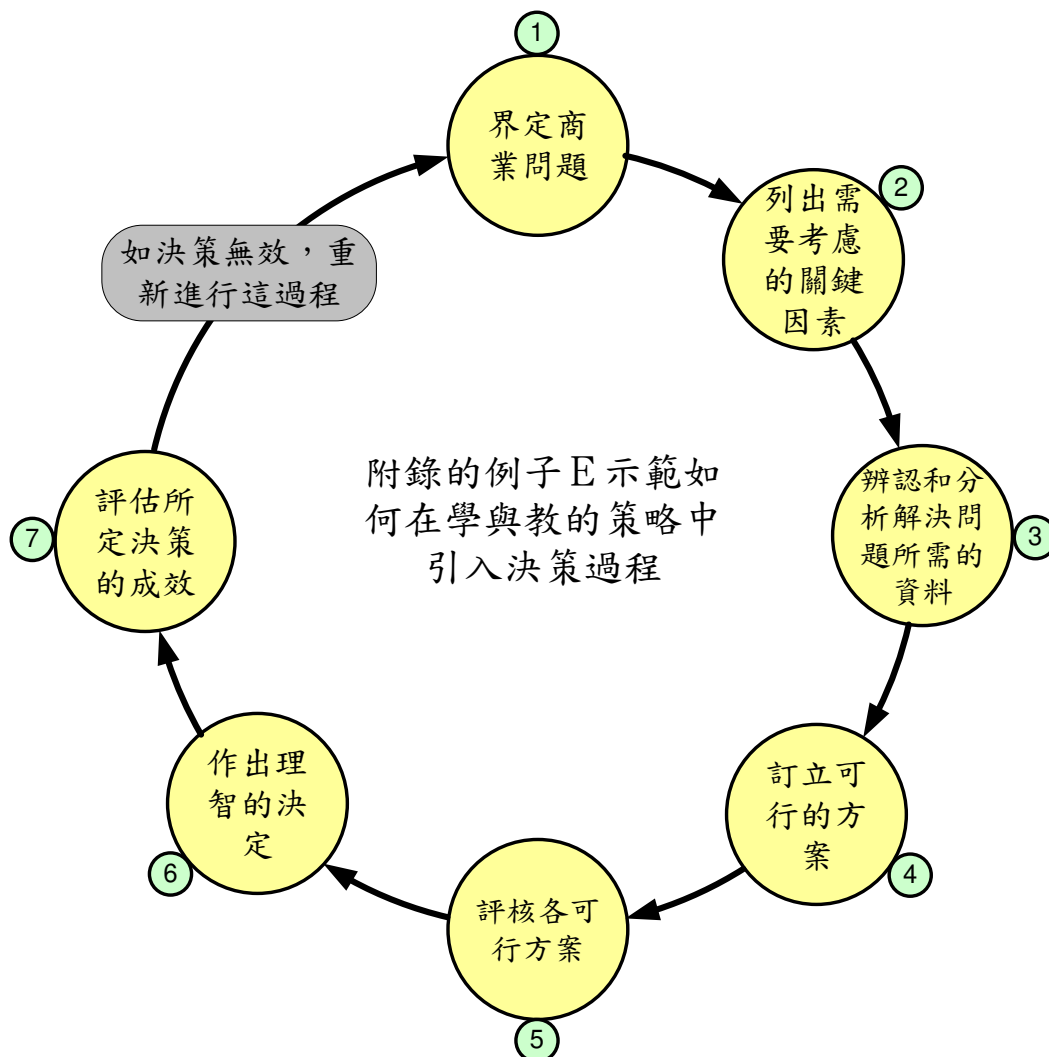 1
界定商
業問題
2
列出需
要考慮
的關鍵
因素
3
辨認和分
析解決問
題所需的
資料
4
訂立可
行的方
案
5
評核各可
行方案
6
作出理
智的決
定
7
評估所
定決策
的成效
如決策無效，重
新進行這過程
附錄的例子E示範如
何在學與教的策略中
引入決策過程